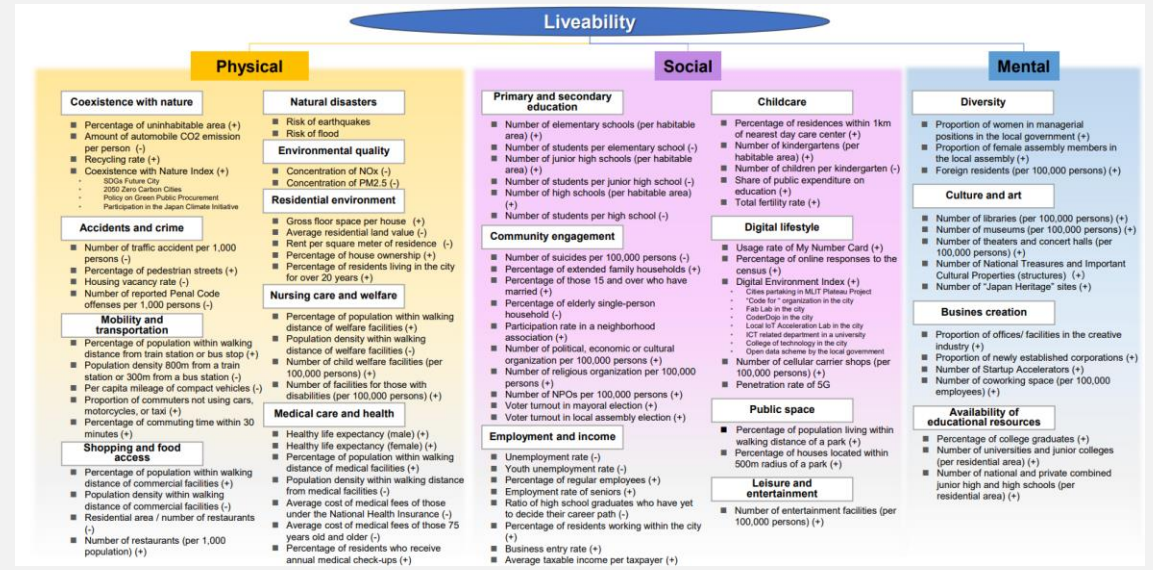 Liveability
Physical
Coexistence with nature
■ Percentage of uninhabitable area (+)
■ Amount of automobile CO2 emission
per person (-)
■ Recycling rate (+)
■ Coexistence with Nature Index (+)
• SDGs Future City
• 2050 Zero Carbon Cities
• Policy on Green Public Procurement
• Participation in the Japan Climate Initiative
Accidents and crime
■ Number of traffic accident per 1,000
persons (-)
■ Percentage of pedestrian streets (+)
■ Housing vacancy rate (-)
■ Number of reported Penal Code
offenses per 1,000 persons (-)
Mobility and
transportation
■ Percentage of population within walking
distance from train station or bus stop (+)
■ Population density 800m from a train
station or 300m from a bus station (-)
■ Per capita mileage of compact vehicles (-)
■ Proportion of commuters not using cars,
motorcycles, or taxi (+)
■ Percentage of commuting time within 30
minutes (+)
Shopping and food
access
■ Percentage of population within walking
distance of commercial facilities (+)
■ Population density within walking
distance of commercial facilities (-)
■ Residential area / number of restaurants
(-)
■ Number of restaurants (per 1,000
population) (+)
Natural disasters
■ Risk of earthquakes
■ Risk of flood
Environmental quality
■ Concentration of NOx (-)
■ Concentration of PM2.5 (-)
Residential environment
■ Gross floor space per house (+)
■ Average residential land value (-)
■ Rent per square meter of residence (-)
■ Percentage of house ownership (+)
■ Percentage of residents living in the city
for over 20 years (+)
Nursing care and welfare
■ Percentage of population within walking
distance of welfare facilities (+)
■ Population density within walking
distance of welfare facilities (-)
■ Number of child welfare facilities (per
100,000 persons) (+)
■ Number of facilities for those with
disabilities (per 100,000 persons) (+)
Medical care and health
■ Healthy life expectancy (male) (+)
■ Healthy life expectancy (female) (+)
■ Percentage of population within walking
distance of medical facilities (+)
■ Population density within walking distance
from medical facilities (-)
■ Average cost of medical fees of those
under the National Health Insurance (-)
■ Average cost of medical fees of those 75
years old and older (-)
■ Percentage of residents who receive
annual medical check-ups (+)
Social
Primary and secondary
education
■ Number of elementary schools (per habitable
area) (+)
■ Number of students per elementary school (-)
■ Number of junior high schools (per habitable
area) (+)
■ Number of students per junior high school (-)
■ Number of high schools (per habitable area)
(+)
■ Number of students per high school (-)
Community engagement
■ Number of suicides per 100,000 persons (-)
■ Percentage of extended family households (+)
■ Percentage of those 15 and over who have
married (+)
■ Percentage of elderly single-person
household (-)
■ Participation rate in a neighborhood
association (+)
■ Number of political, economic or cultural
organization per 100,000 persons (+)
■ Number of religious organization per 100,000
persons (+)
■ Number of NPOs per 100,000 persons (+)
■ Voter turnout in mayoral election (+)
■ Voter turnout in local assembly election (+)
Employment and income
■ Unemployment rate (-)
■ Youth unemployment rate (-)
■ Percentage of regular employees (+)
■ Employment rate of seniors (+)
■ Ratio of high school graduates who have yet
to decide their career path (-)
■ Percentage of residents working within the city
(+)
■ Business entry rate (+)
■ Average taxable income per taxpayer (+)
Childcare
■ Percentage of residences within 1km
of nearest day care center (+)
■ Number of kindergartens (per
habitable area) (+)
■ Number of children per kindergarten (-)
■ Share of public expenditure on
education (+)
■ Total fertility rate (+)
Digital lifestyle
■ Usage rate of My Number Card (+)
■ Percentage of online responses to the
census (+)
■ Digital Environment Index (+)
• Cities partaking in MLIT Plateau Project
• "Code for " organization in the city
• Fab Lab in the city
• CoderDojo in the city
• Local IoT Acceleration Lab in the city
• ICT related department in a university
• College of technology in the city
• Open data scheme by the local government
■ Number of cellular carrier shops (per
100,000 persons) (+)
■ Penetration rate of 5G
Public space
■ Percentage of population living within
walking distance of a park (+)
■ Percentage of houses located within
500m radius of a park (+)
Leisure and
entertainment
■ Number of entertainment facilities (per
100,000 persons) (+)
Mental
Diversity
■ Proportion of women in managerial
positions in the local government (+)
■ Proportion of female assembly members in
the local assembly (+)
■ Foreign residents (per 100,000 persons) (+)
Culture and art
■ Number of libraries (per 100,000 persons) (+)
■ Number of museums (per 100,000 persons) (+)
■ Number of theaters and concert halls (per
100,000 persons) (+)
■ Number of National Treasures and Important
Cultural Properties (structures) (+)
■ Number of "Japan Heritage" sites (+)
Busines creation
■ Proportion of offices/ facilities in the creative
industry (+)
■ Proportion of newly established corporations (+)
■ Number of Startup Accelerators (+)
■ Number of coworking space (per 100,000
employees) (+)
Availability of
educational resources
■ Percentage of college graduates (+)
■ Number of universities and junior colleges
(per residential area) (+)
■ Number of national and private combined
junior high and high schools (per
residential area) (+)